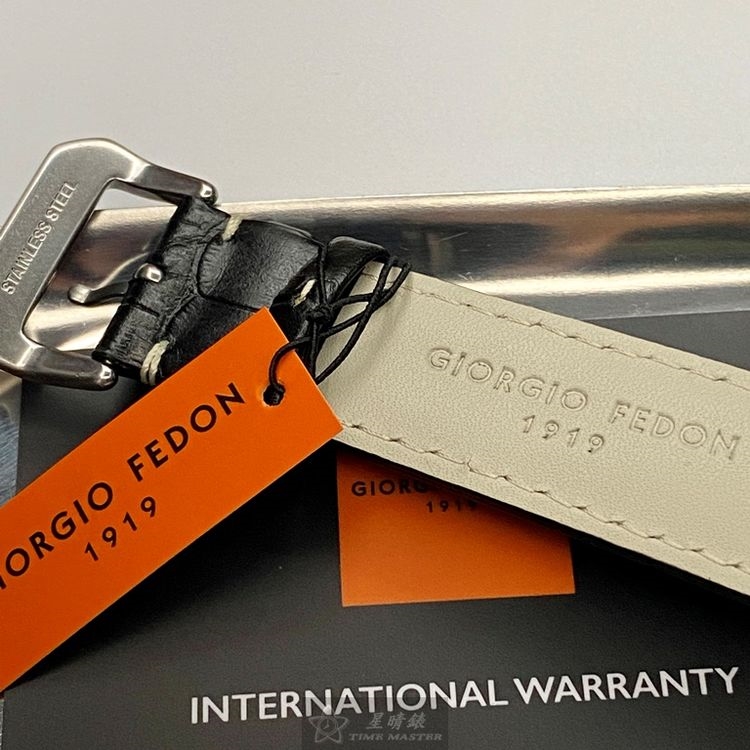 STAINLESS STEEL
GIORGIO FEDON
1919
IORGIO FEDON
1919
GIORG
1919
INTERNATIONAL WARRANTY
星晴錶
TIME MASTER